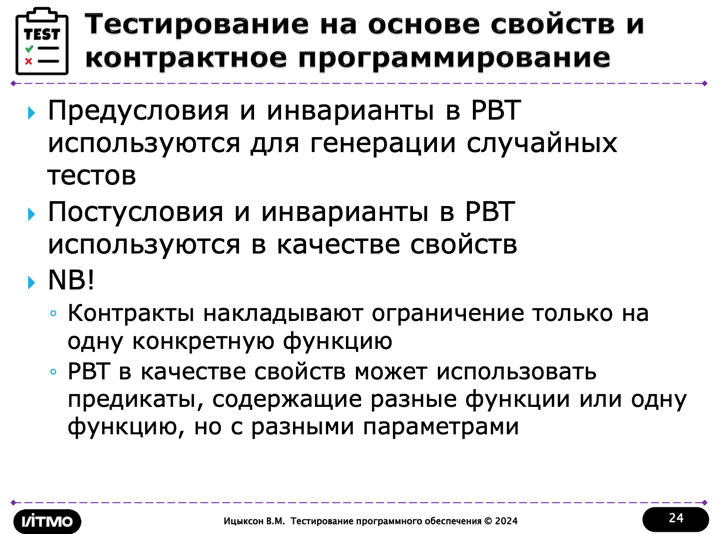 TEST
Тестирование на основе свойств и
контрактное программирование
Предусловия и инварианты в PBT
используются для генерации случайных
тестов
Постусловия и инварианты в PBT
используются в качестве свойств
NB!
Контракты накладывают ограничение только на
одну конкретную функцию
PBT в качестве свойств может использовать
предикаты, содержащие разные функции или одну
функцию, но с разными параметрами
ИТМО
Ицыксон В.М. Тестирование программного обеспечения © 2024
24